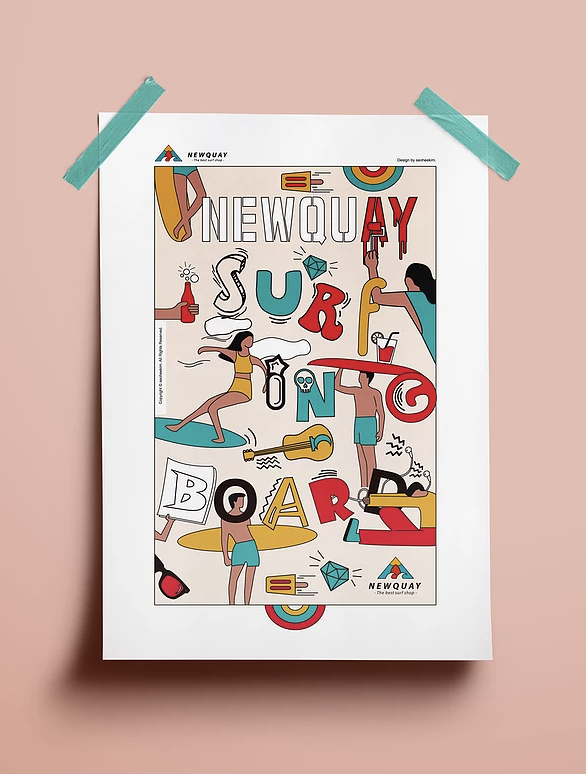 NEWQUAY
- The best surf shop -
Design by seoheekim.
NEWQUAY
SURF
ING
Copyright © seoheekim. All Rights Reserved.
BOARD
NEWQUAY
- The best surf shop -